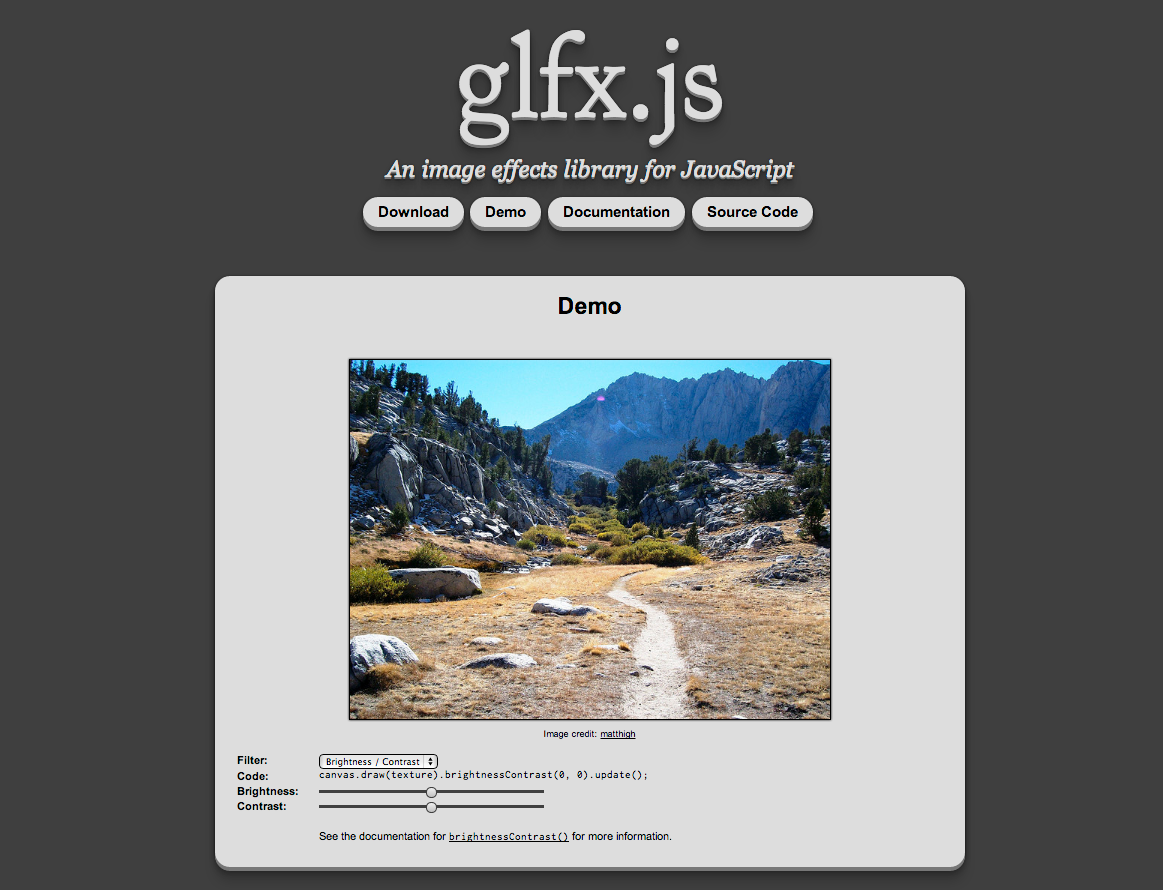 glfx.js
An image effects library for JavaScript
Download Demo Documentation Source Code
Demo
Image credit: matthigh
Filter: Brightness / Contrast
Code: canvas.draw(texture).brightnessContrast(0, 0).update();
Brightness:
Contrast:
See the documentation for brightnessContrast() for more information.